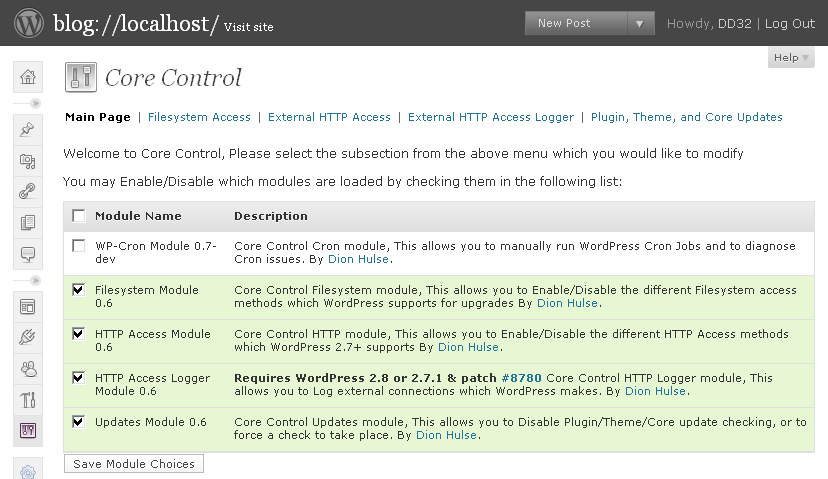 blog://localhost/ Visit site
New Post
Howdy, DD32 | Log Out
Help
Core Control
Main Page | Filesystem Access | External HTTP Access | External HTTP Access Logger | Plugin, Theme, and Core Updates
Welcome to Core Control, Please select the subsection from the above menu which you would like to modify
You may Enable/Disable which modules are loaded by checking them in the following list:
Module Name
Description
WP-Cron Module 0.7-
dev
Core Control Cron module, This allows you to manually run WordPress Cron Jobs and to diagnose
Cron issues. By Dion Hulse.
Filesystem Module
0.6
Core Control Filesystem module, This allows you to Enable/Disable the different Filesystem access
methods which WordPress supports for upgrades By Dion Hulse.
HTTP Access Module
0.6
Core Control HTTP module, This allows you to Enable/Disable the different HTTP Access methods
which WordPress 2.7+ supports By Dion Hulse.
HTTP Access Logger
Module 0.6
Requires WordPress 2.8 or 2.7.1 & patch #8780 Core Control HTTP Logger module, This
allows you to Log external connections which WordPress makes. By Dion Hulse.
Updates Module 0.6
Core Control Updates module, This allows you to Disable Plugin/Theme/Core update checking, or to
force a check to take place. By Dion Hulse.
Save Module Choices